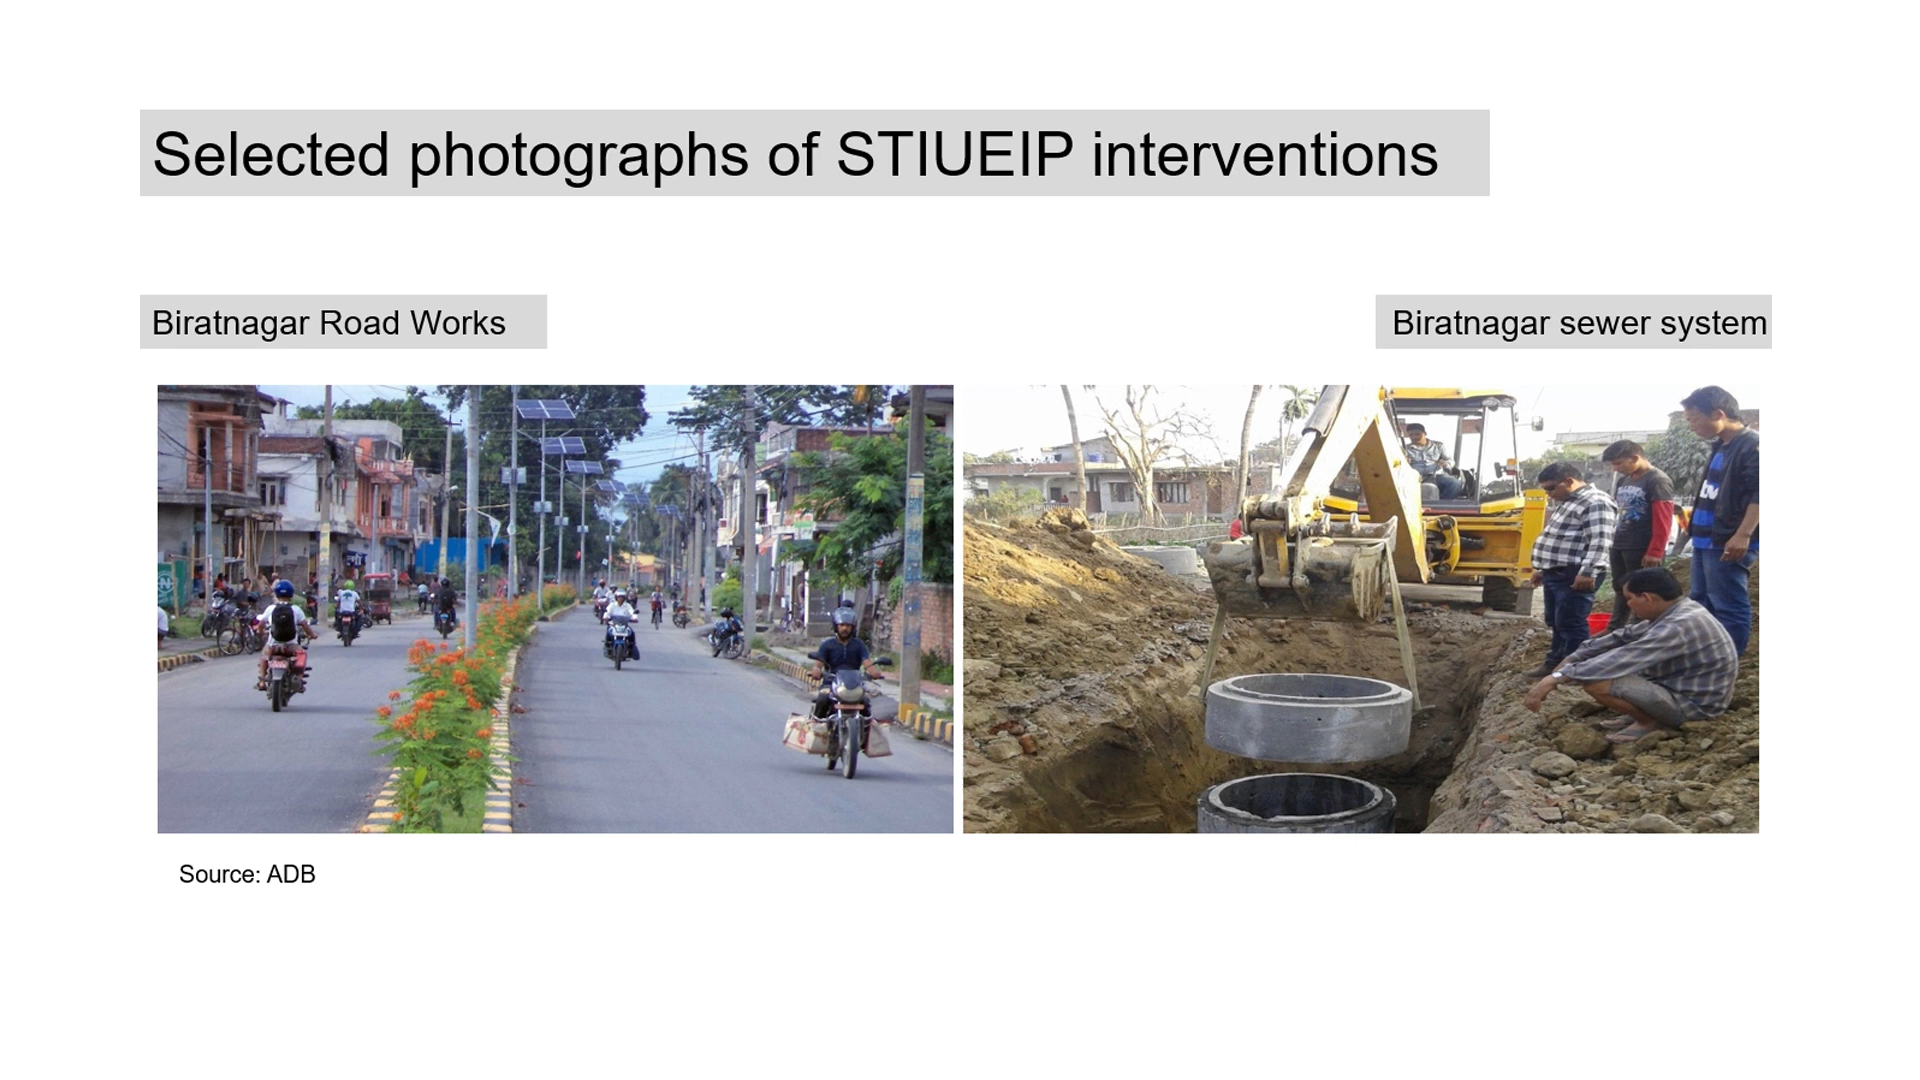 Selected photographs of STIUEIP interventions
Biratnagar Road Works
Biratnagar sewer system
Source: ADB